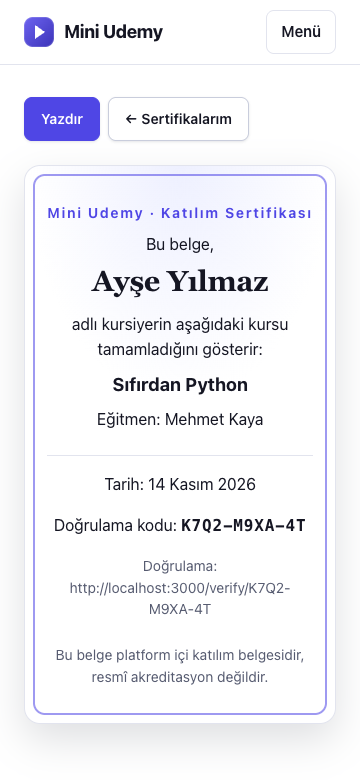 Mini Udemy
Menü
Yazdır
← Sertifikalarım
Mini Udemy · Katılım Sertifikası
Bu belge,
Ayşe Yılmaz
adlı kursiyerin aşağıdaki kursu
tamamladığını gösterir:
Sıfırdan Python
Eğitmen: Mehmet Kaya
Tarih: 14 Kasım 2026
Doğrulama kodu: K7Q2-M9XA-4T
Doğrulama:
http://localhost:3000/verify/K7Q2-
M9XA-4T
Bu belge platform içi katılım belgesidir,
resmî akreditasyon değildir.